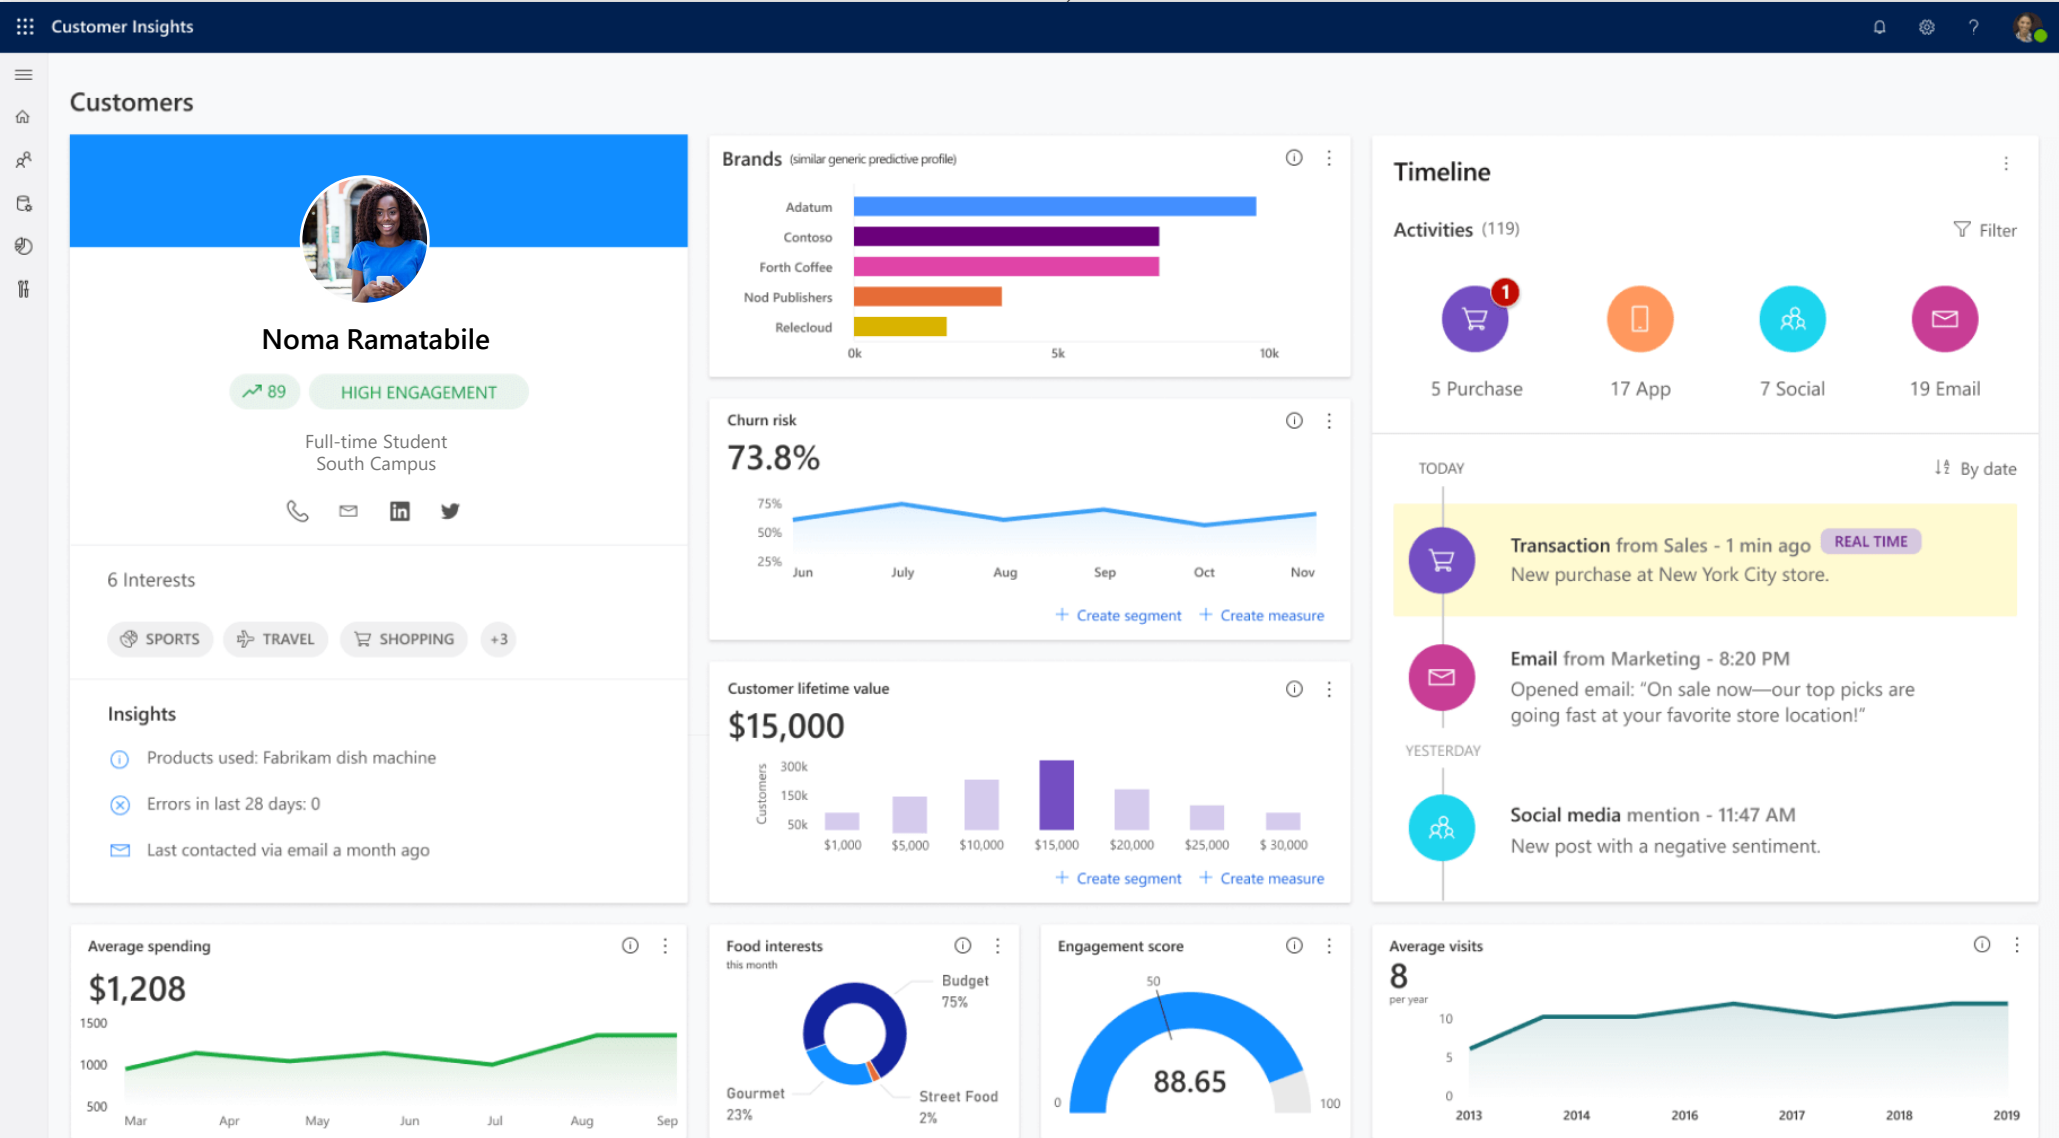 Customer Insights
Customers
Noma Ramatabile
89
HIGH ENGAGEMENT
Full-time Student
South Campus
in
6 Interests
SPORTS
TRAVEL
SHOPPING
+3
Insights
Products used: Fabrikam dish machine
Errors in last 28 days: 0
Last contacted via email a month ago
Brands (similar generic predictive profile)
Adatum
Contoso
Forth Coffee
Nod Publishers
Relecloud
0k 5k 10k
Churn risk
73.8%
75%
50%
25%
Jun July Aug Sep Oct Nov
+ Create segment + Create measure
Customer lifetime value
$15,000
Customers
300k
150k
50k
$1,000 $5,000 $10,000 $15,000 $20,000 $25,000 $ 30,000
+ Create segment + Create measure
Timeline
Activities (119)
Filter
1
5 Purchase
17 App
7 Social
19 Email
TODAY
By date
Transaction from Sales - 1 min ago REAL TIME
New purchase at New York City store.
Email from Marketing - 8:20 PM
Opened email: “On sale now—our top picks are
going fast at your favorite store location!”
YESTERDAY
Social media mention - 11:47 AM
New post with a negative sentiment.
Average spending
$1,208
1500
1000
500
Mar Apr May Jun Jul Aug Sep
Food interests
this month
Budget
75%
Gourmet
23%
Street Food
2%
Engagement score
50
88.65
0
100
Average visits
8
per year
10
5
0
2013 2014 2016 2017 2018 2019